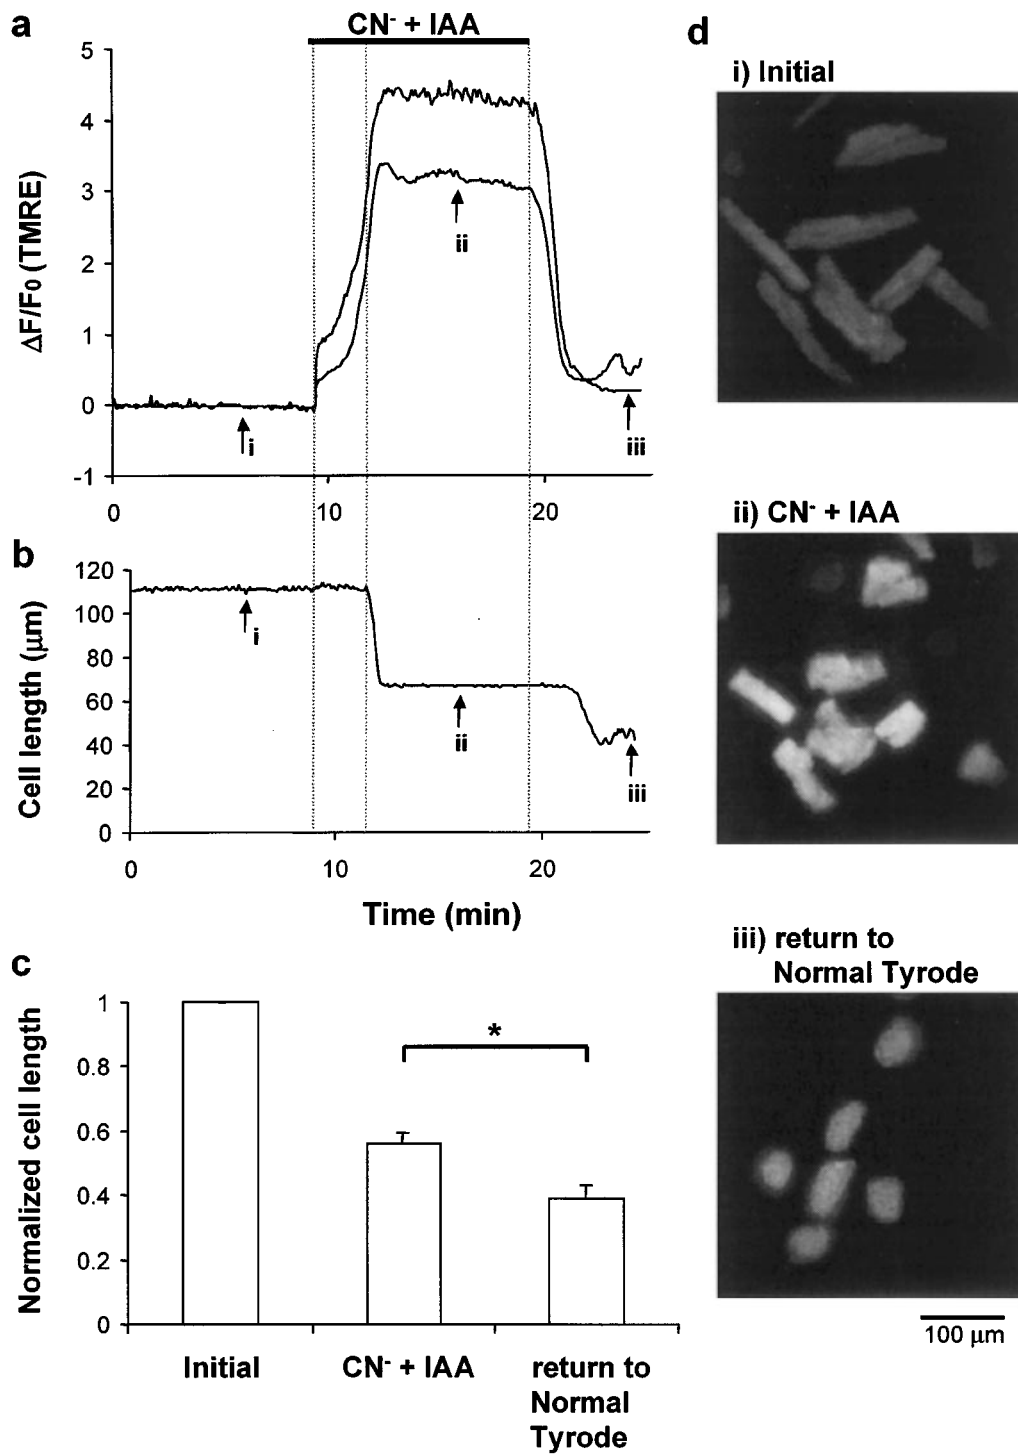 a
CN- + IAA
5
4
3
2
1
0
-1
ΔF/F0 (TMRE)
i
ii
iii
0
10
20
b
120
100
80
60
40
20
0
Cell length (μm)
i
ii
iii
0
10
20
Time (min)
c
1
0.8
0.6
0.4
0.2
0
Normalized cell length
*
Initial
CN- + IAA
return to
Normal
Tyrode
d
i) Initial
ii) CN- + IAA
iii) return to
Normal Tyrode
100 μm